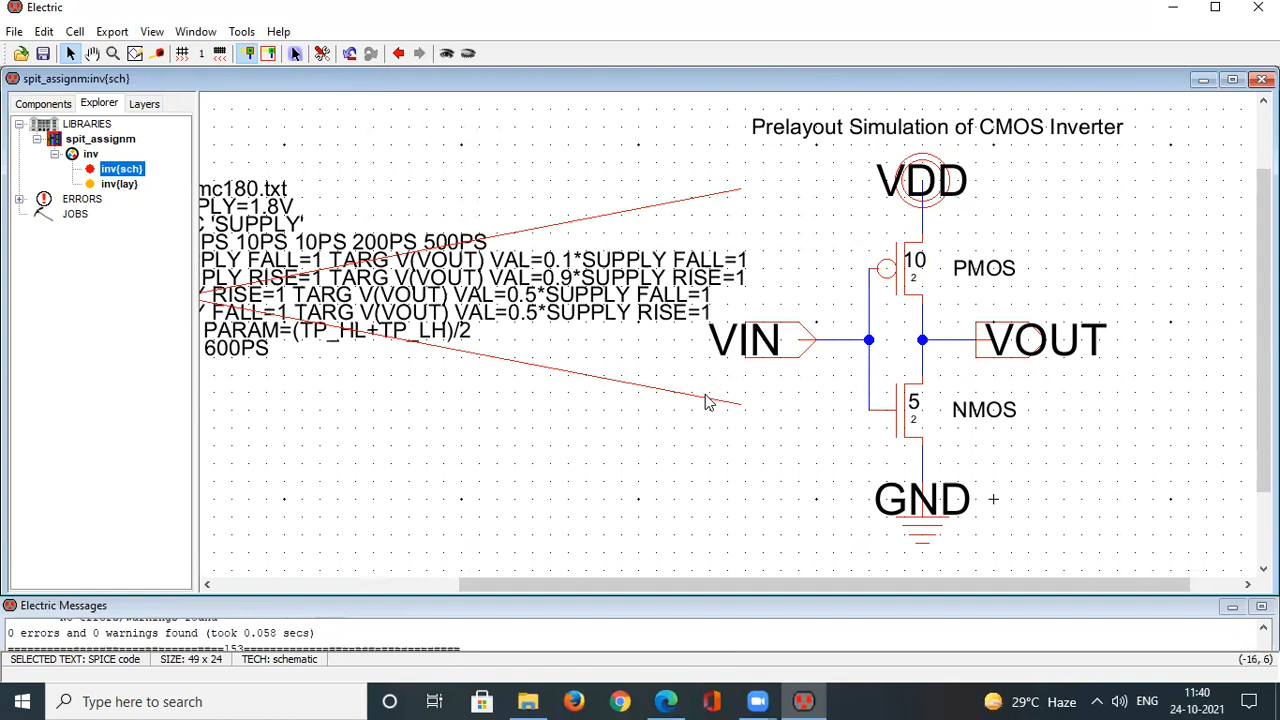 Electric
File Edit Cell Export View Window Tools Help
1
spit_assignm:inv{sch}
Components Explorer Layers
LIBRARIES
spit_assignm
inv
inv{sch}
inv{lay}
ERRORS
JOBS
Prelayout Simulation of CMOS Inverter
mc180.txt
PLY=1.8V
'SUPPLY'
PS 10PS 10PS 200PS 500PS
PLY FALL=1 TARG V(VOUT) VAL=0.1*SUPPLY FALL=1
PLY RISE=1 TARG V(VOUT) VAL=0.9*SUPPLY RISE=1
RISE=1 TARG V(VOUT) VAL=0.5*SUPPLY FALL=1
FALL=1 TARG V(VOUT) VAL=0.5*SUPPLY RISE=1
PARAM=(TP_HL+TP_LH)/2
600PS
VDD
10
2
PMOS
VIN
VOUT
5
2
NMOS
GND
Electric Messages
No errors/warnings found
0 errors and 0 warnings found (took 0.058 secs)
================================153================================
SELECTED TEXT: SPICE code SIZE: 49 x 24 TECH: schematic (-16, 6)
Type here to search
29°C Haze
ENG
11:40
24-10-2021